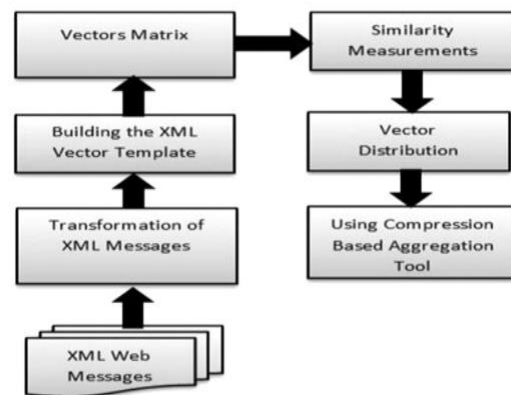 Vectors Matrix
Similarity
Measurements
Building the XML
Vector Template
Vector
Distribution
Transformation of
XML Messages
Using Compression
Based Aggregation
Tool
XML Web
Messages